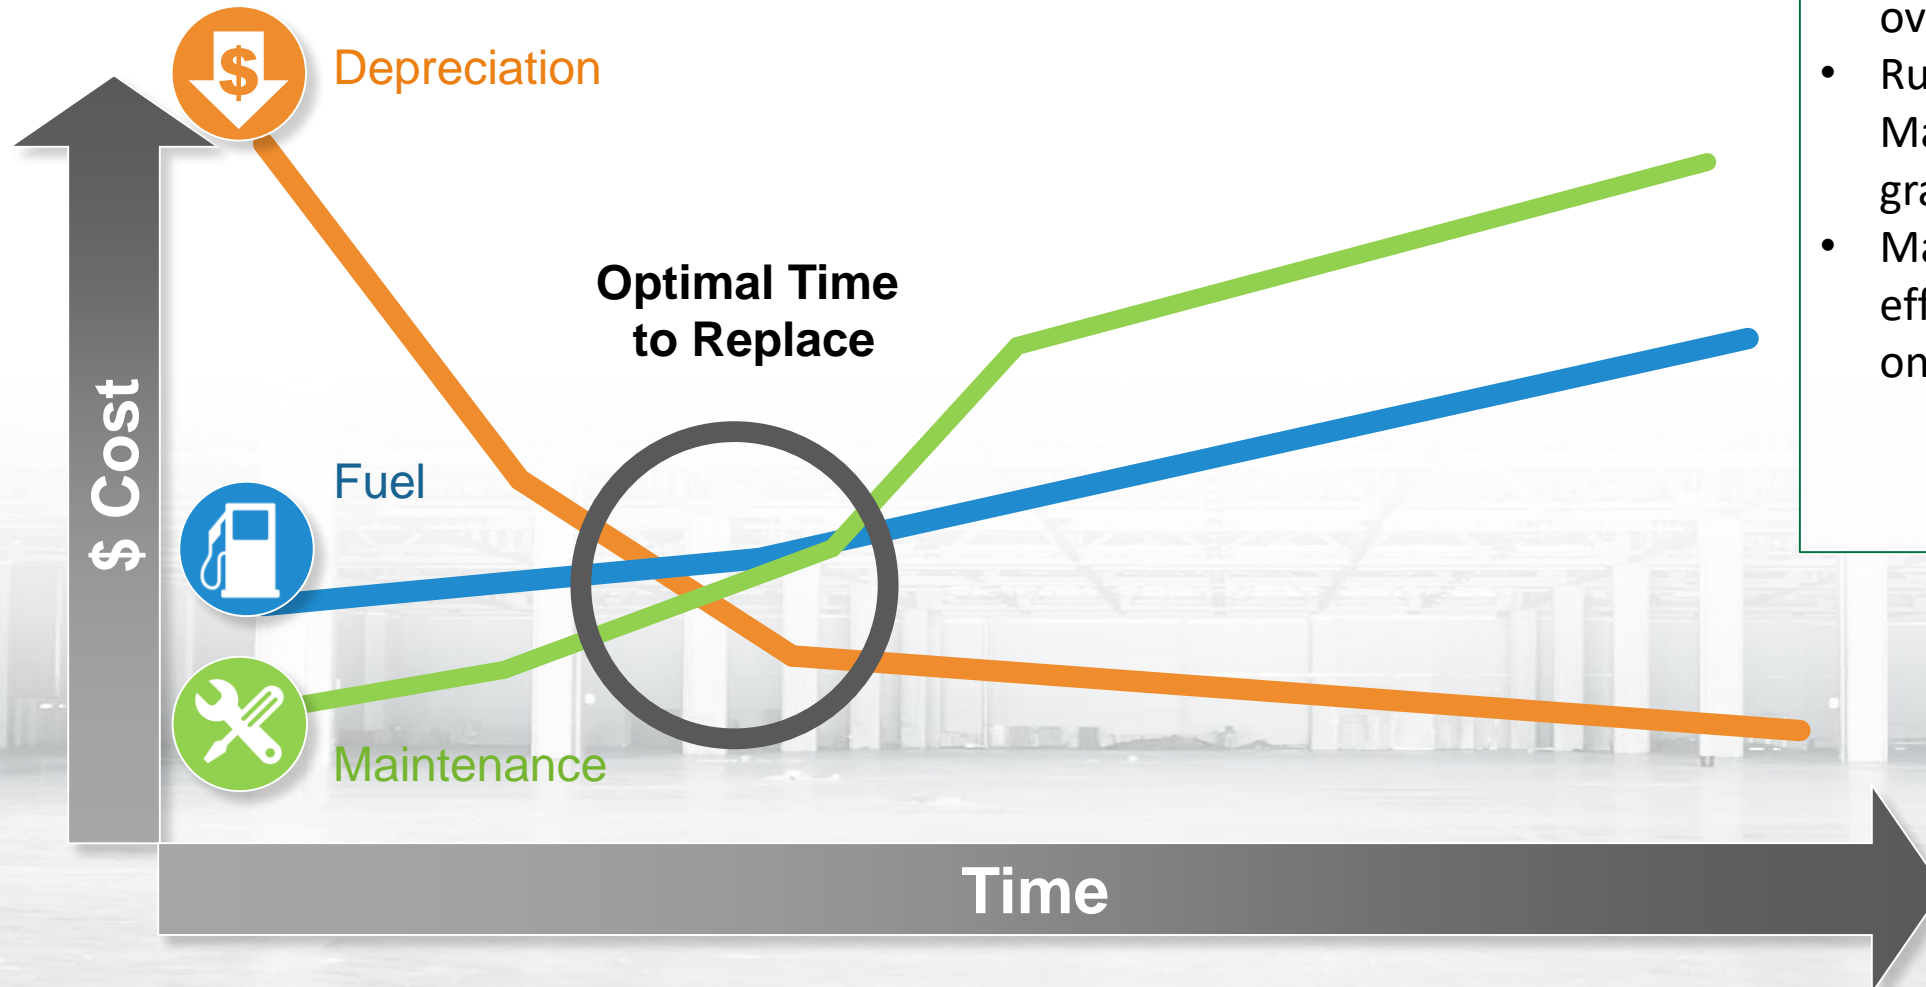 $
Depreciation
Optimal Time
to Replace
$ Cost
Fuel
Maintenance
Time